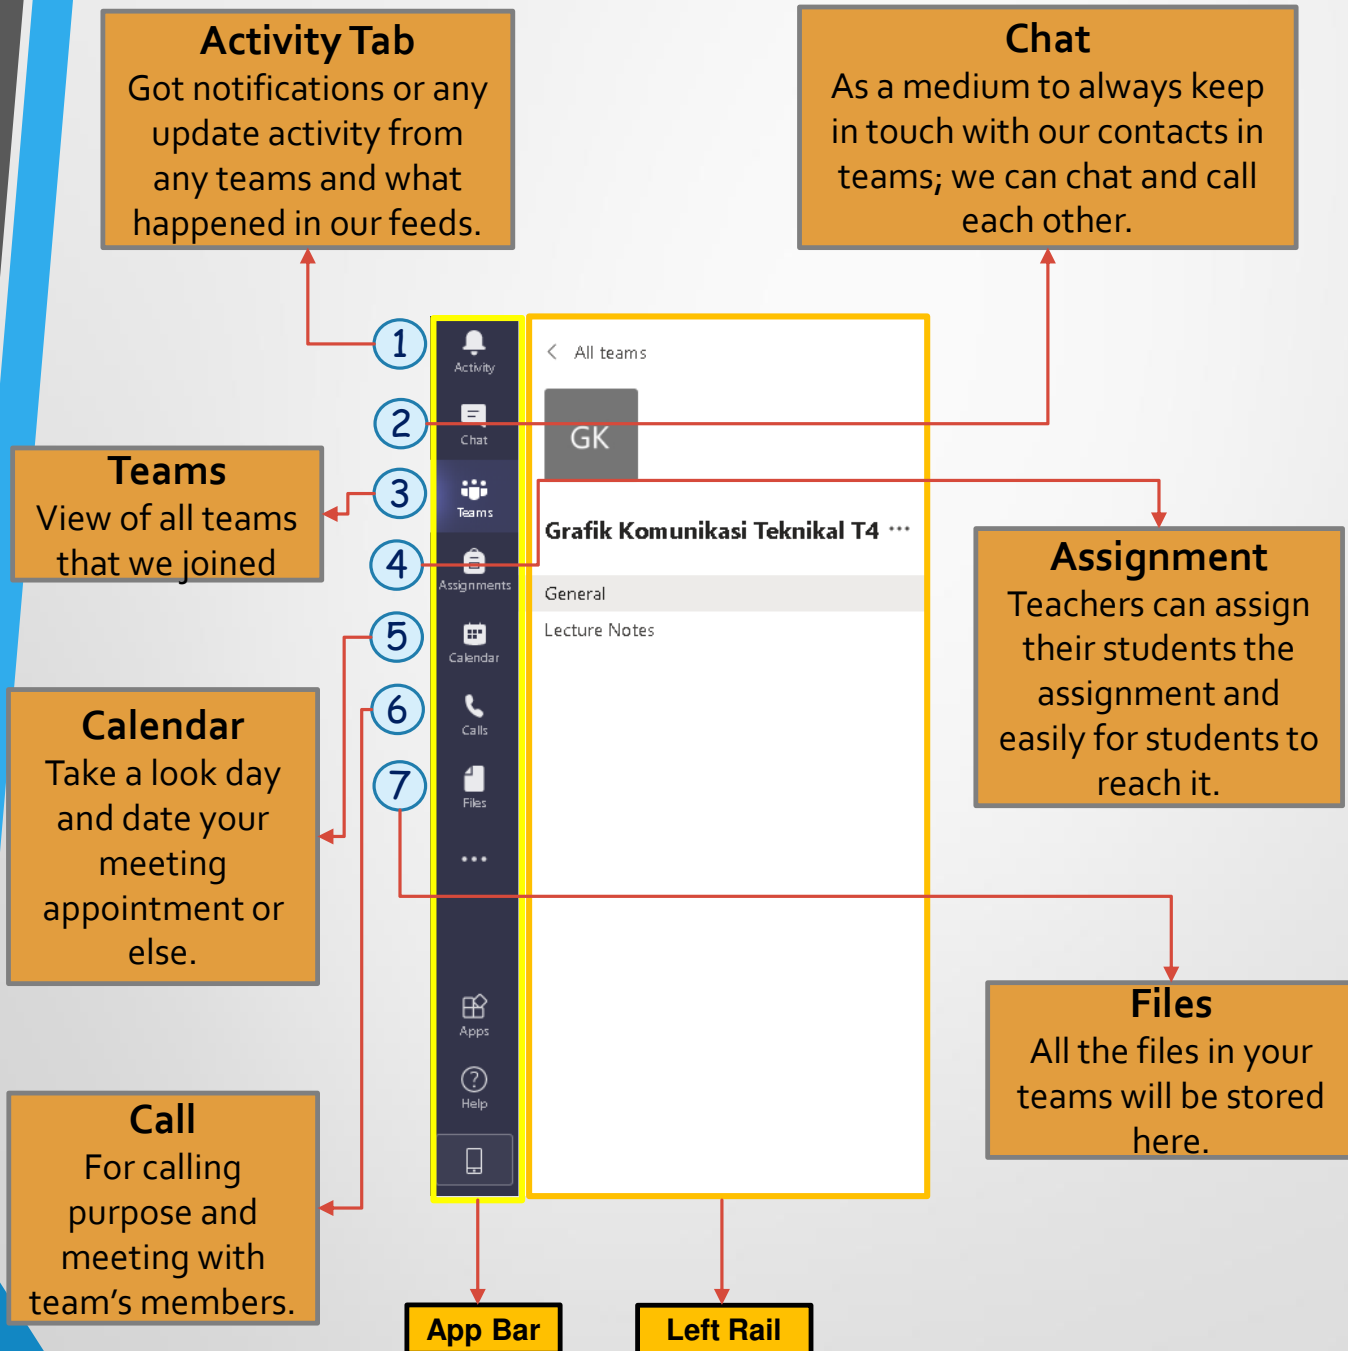 Activity Tab
Got notifications or any
update activity from
any teams and what
happened in our feeds.
Chat
As a medium to always keep
in touch with our contacts in
teams; we can chat and call
each other.
1
Activity
2
Chat
3
Teams
4
Assignments
5
Calendar
6
Calls
7
Files
Apps
?
Help
< All teams
GK
Grafik Komunikasi Teknikal T4 ...
General
Lecture Notes
Teams
View of all teams
that we joined
Calendar
Take a look day
and date your
meeting
appointment or
else.
Call
For calling
purpose and
meeting with
team's members.
Assignment
Teachers can assign
their students the
assignment and
easily for students to
reach it.
Files
All the files in your
teams will be stored
here.
App Bar
Left Rail